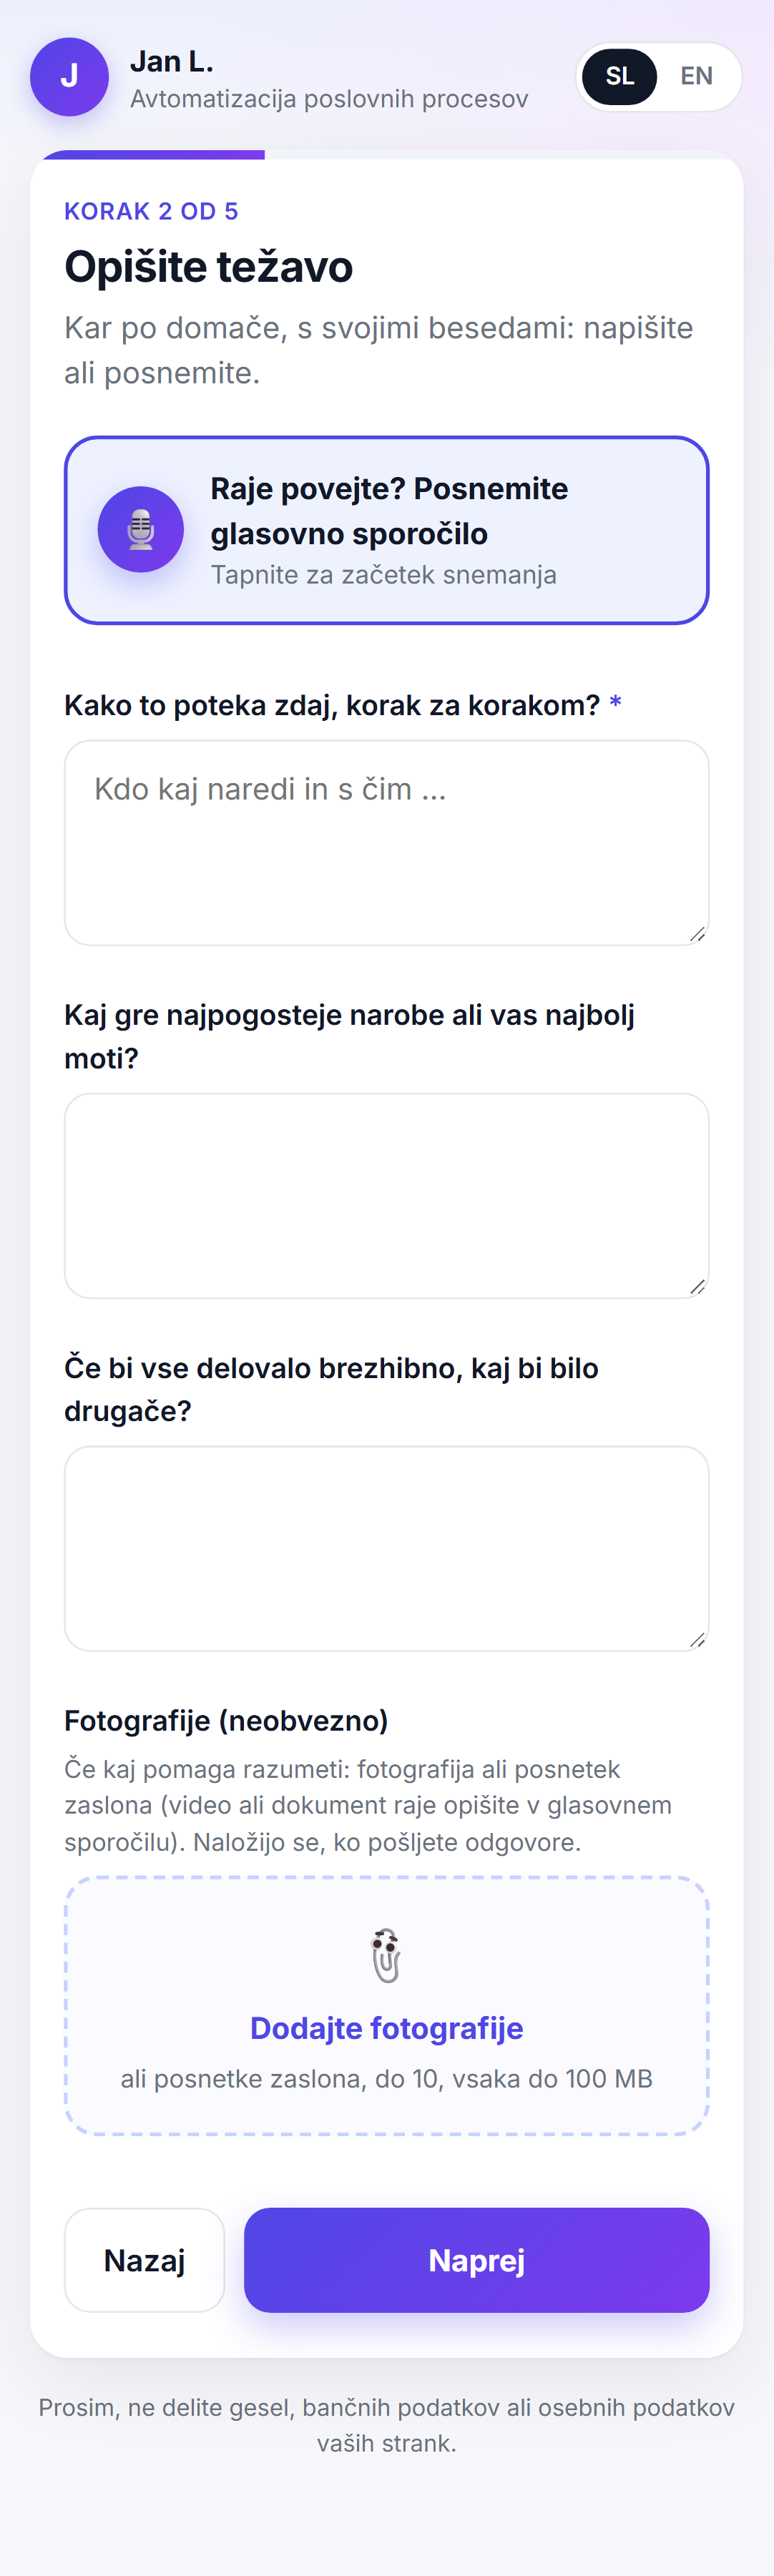 J
Jan L.
Avtomatizacija poslovnih procesov
SL
EN
KORAK 2 OD 5
Opišite težavo
Kar po domače, s svojimi besedami: napišite
ali posnemite.
Raje povejte? Posnemite
glasovno sporočilo
Tapnite za začetek snemanja
Kako to poteka zdaj, korak za korakom? *
Kdo kaj naredi in s čim ...
Kaj gre najpogosteje narobe ali vas najbolj
moti?
Če bi vse delovalo brezhibno, kaj bi bilo
drugače?
Fotografije (neobvezno)
Če kaj pomaga razumeti: fotografija ali posnetek
zaslona (video ali dokument raje opišite v glasovnem
sporočilu). Naložijo se, ko pošljete odgovore.
Dodajte fotografije
ali posnetke zaslona, do 10, vsaka do 100 MB
Nazaj
Naprej
Prosim, ne delite gesel, bančnih podatkov ali osebnih podatkov
vaših strank.